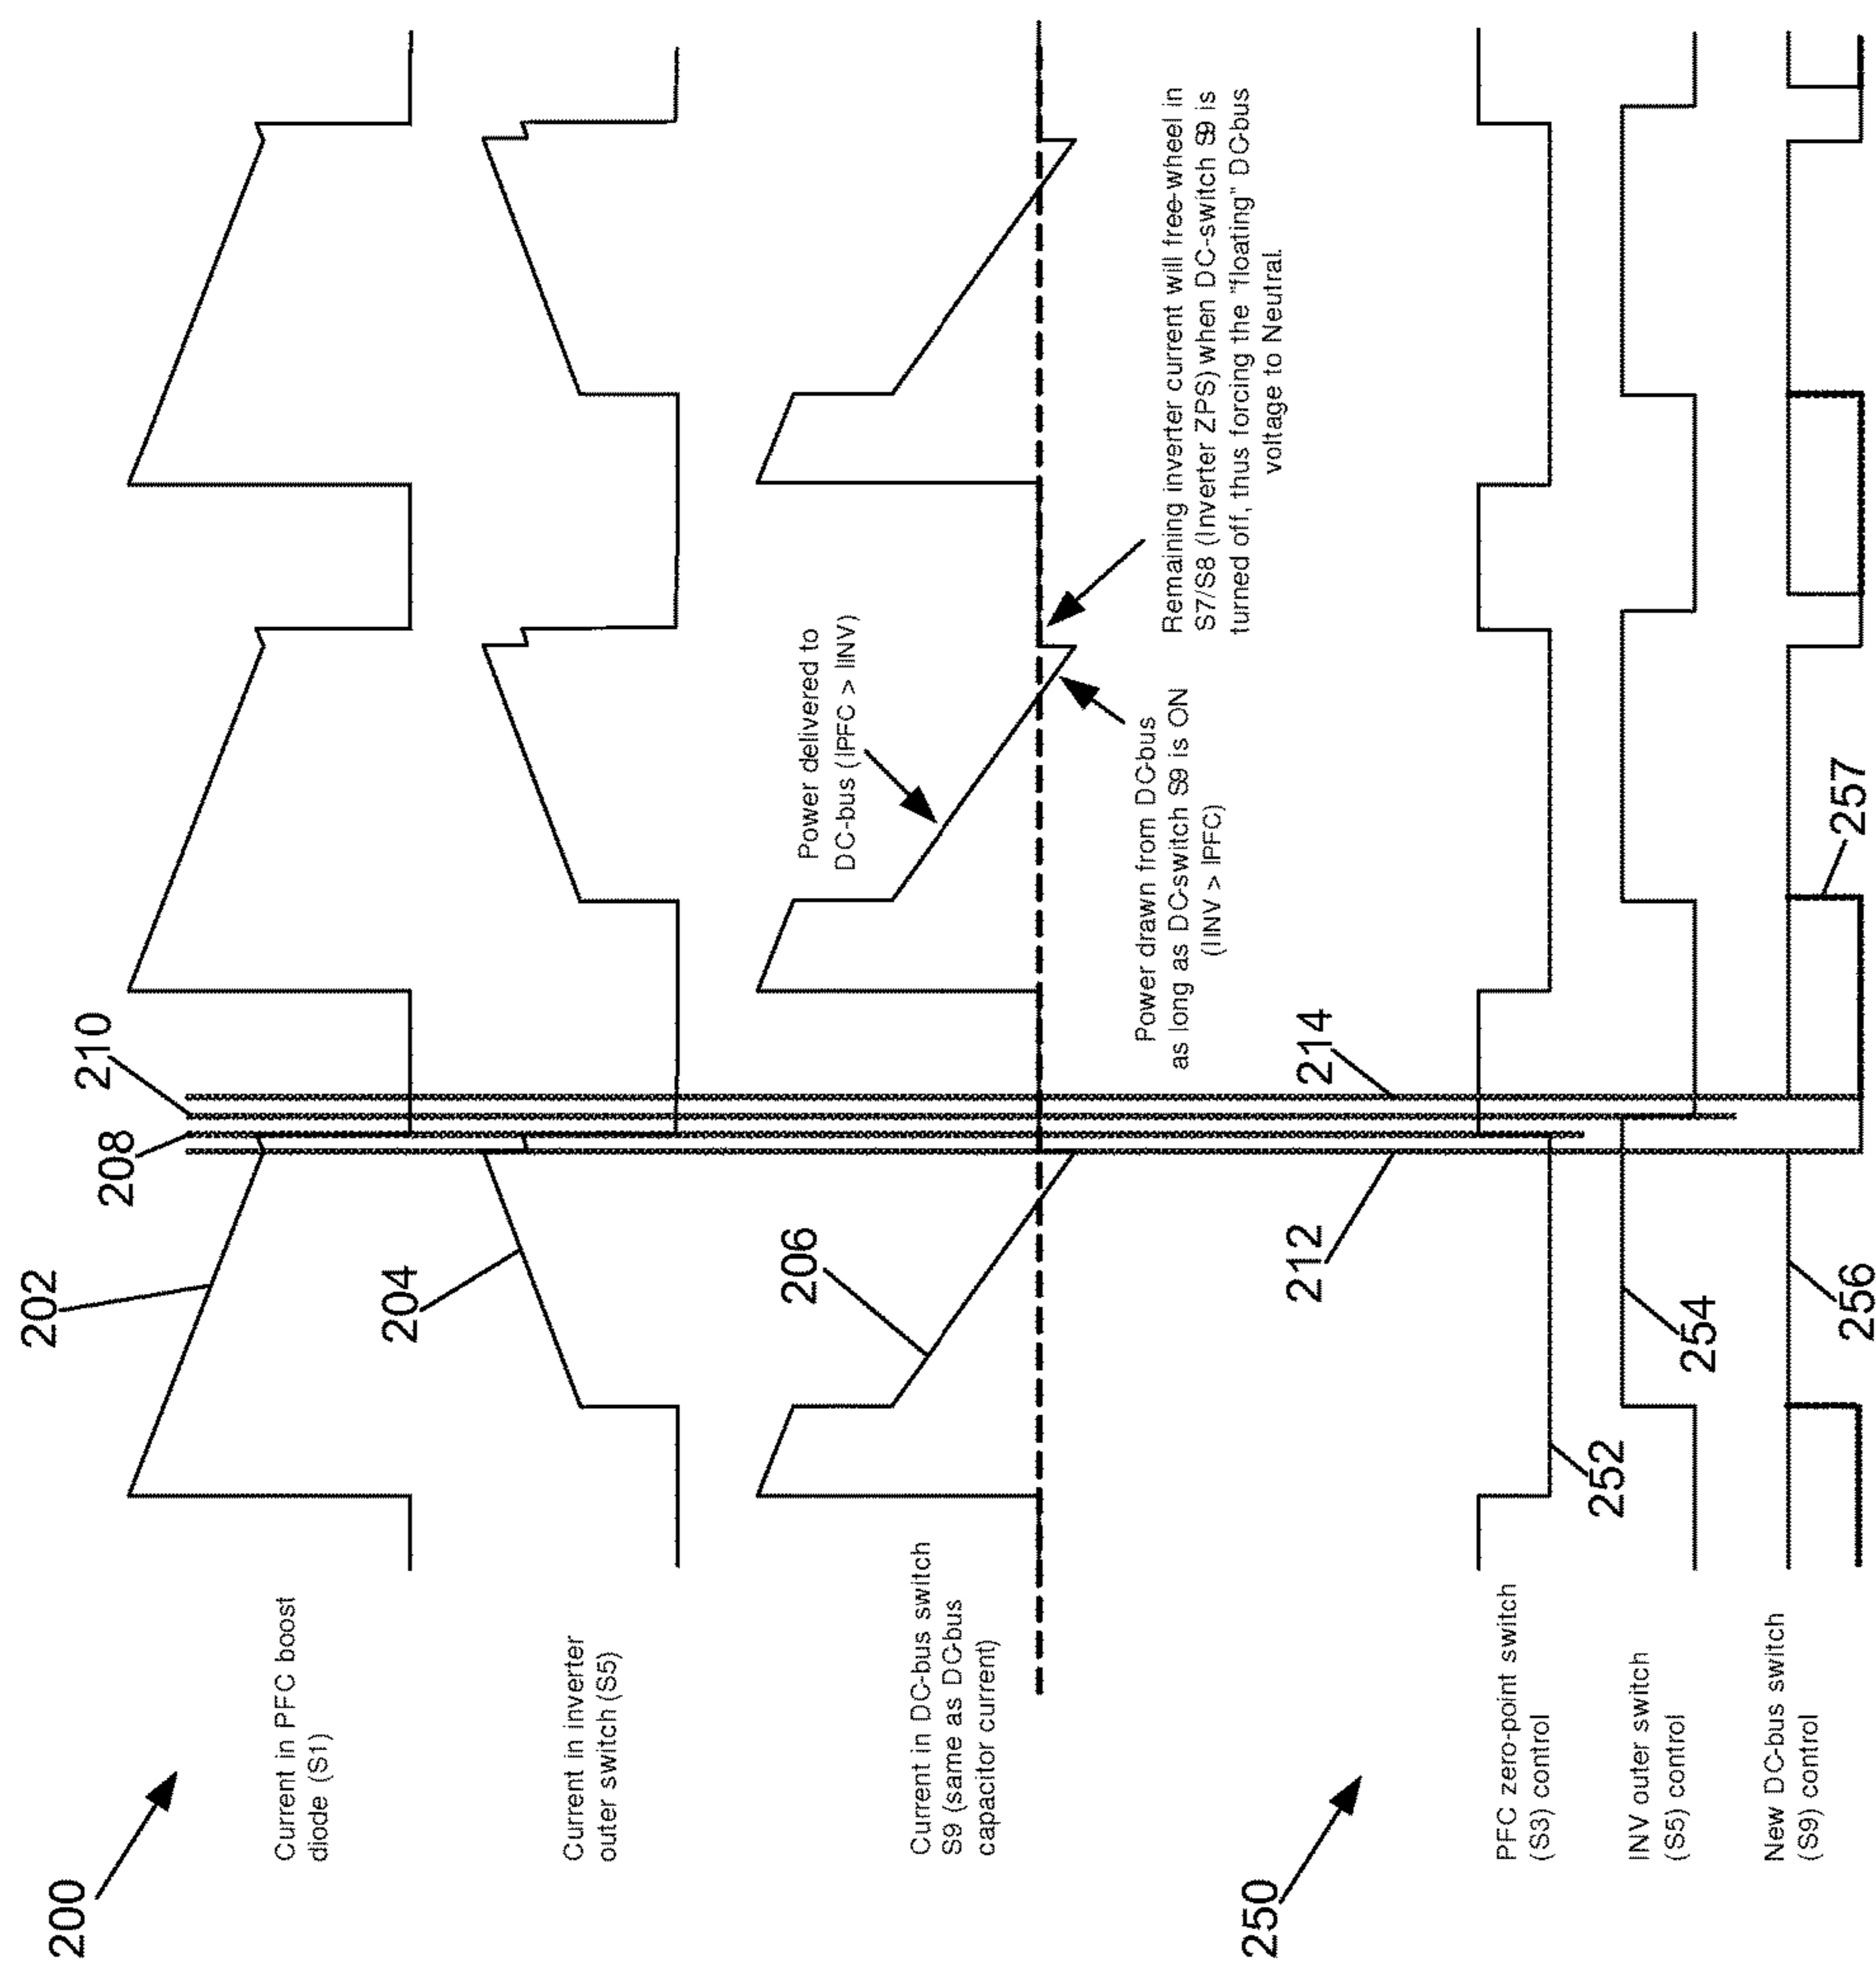 200
202
204
206
208
210
Current in PFC boost
diode (S1)
Current in inverter
outer switch (S5)
Current in DC-bus switch
S9 (same as DC-bus
capacitor current)
Power delivered to
DC-bus (IPFC > IINV)
Power drawn from DC-bus
as long as DC-switch S9 is ON
(IINV > IPFC)
Remaining inverter current will free-wheel in
S7/S8 (Inverter ZPS) when DC-switch S9 is
turned off, thus forcing the "floating" DC-bus
voltage to Neutral.
212
214
250
PFC zero-point switch
(S3) control
252
INV outer switch
(S5) control
254
New DC-bus switch
(S9) control
256
257